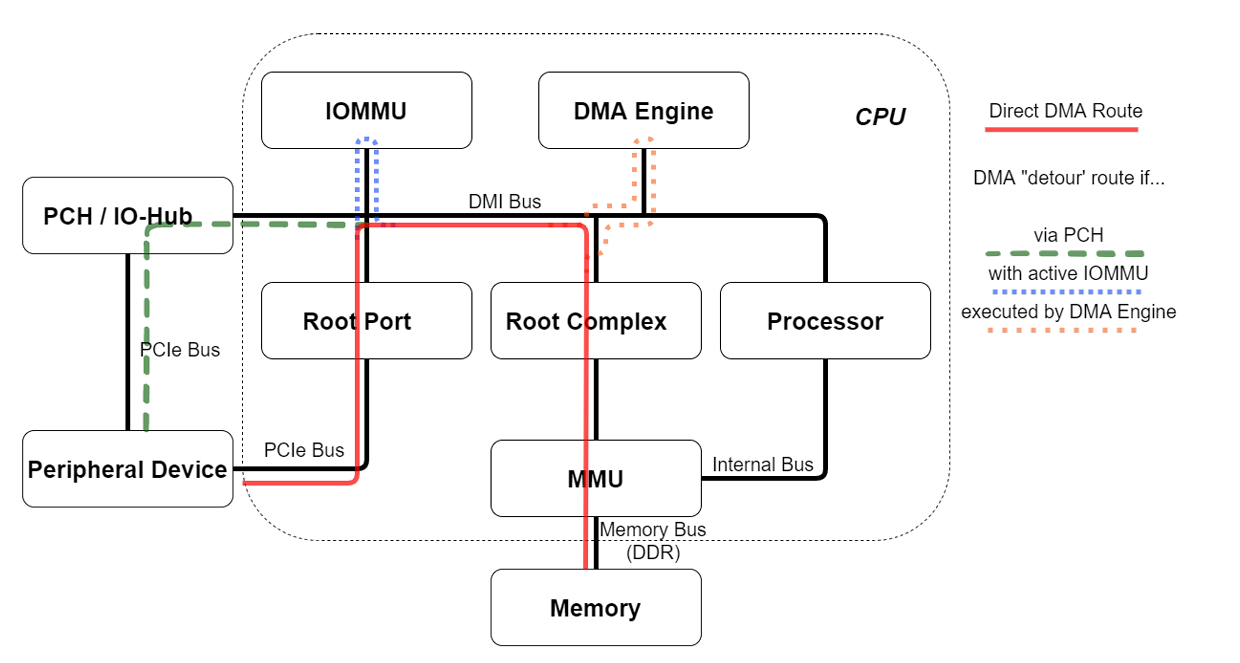 IOMMU
DMA Engine
CPU
PCH / IO-Hub
DMI Bus
Root Port
Root Complex
Processor
PCIe Bus
Peripheral Device
PCIe Bus
MMU
Internal Bus
Memory Bus
(DDR)
Memory
Direct DMA Route
DMA "detour' route if...
via PCH
with active IOMMU
executed by DMA Engine